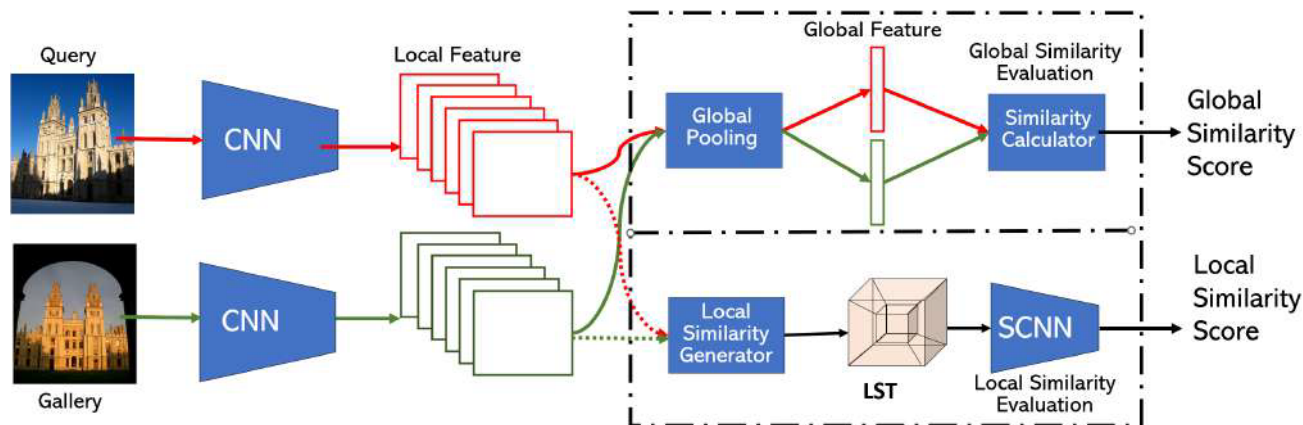 Query
CNN
Local Feature
Global
Pooling
Global Feature
Global Similarity
Evaluation
Similarity
Calculator
Global
Similarity
Score
CNN
Gallery
Local
Similarity
Generator
LST
SCNN
Local Similarity
Evaluation
Local
Similarity
Score